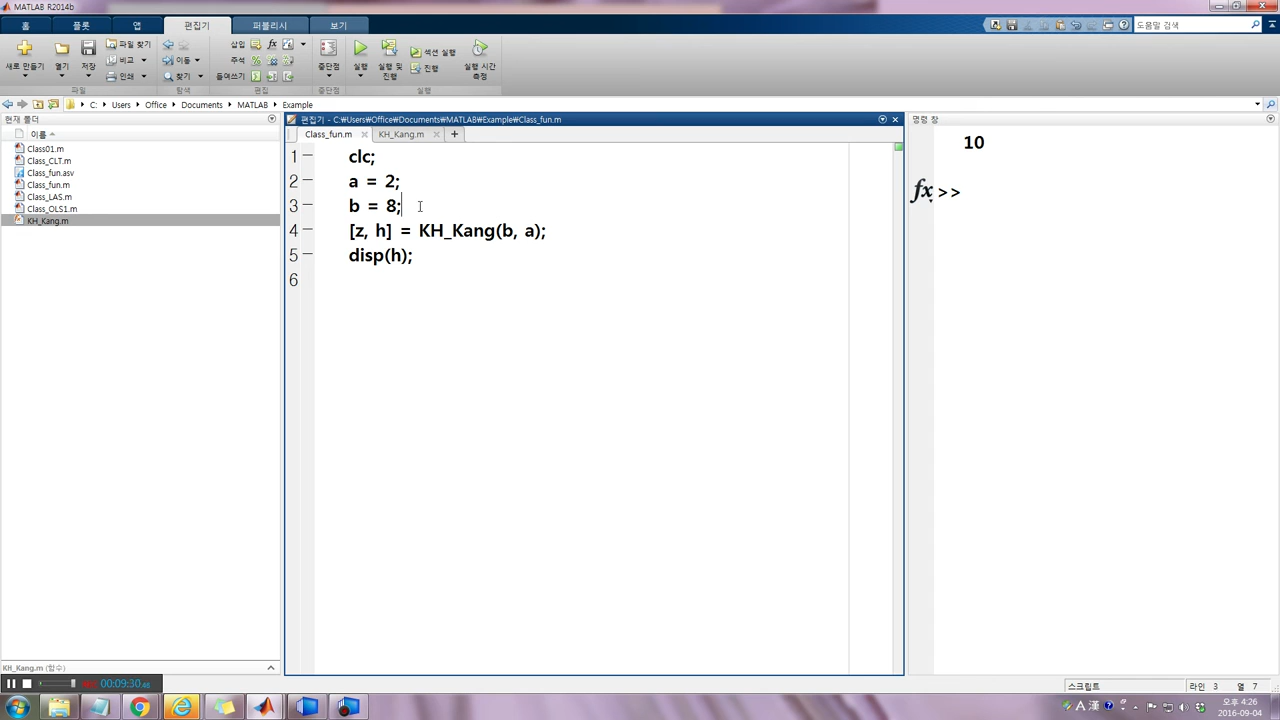 MATLAB R2014b
홈 플롯 앱 편집기 퍼블리시 보기
도움말 검색
새로 만들기 열기 저장 파일 찾기 비교 인쇄
이동 찾기
삽입 fx 주석 들여쓰기
중단점 실행 실행 및 진행 섹션 실행 진행 실행 시간 측정
파일 탐색 편집 중단점 실행
C: Users Office Documents MATLAB Example
현재 폴더
이름
Class01.m
Class_CLT.m
Class_fun.asv
Class_fun.m
Class_LAS.m
Class_OLS1.m
KH_Kang.m
편집기 - C:₩Users₩Office₩Documents₩MATLAB₩Example₩Class_fun.m
Class_fun.m KH_Kang.m
1 clc;
2 a = 2;
3 b = 8;
4 [z, h] = KH_Kang(b, a);
5 disp(h);
6
명령 창
10
fx >>
KH_Kang.m (함수)
00:09:30.46
스크립트 라인 3 열 7
A 漢
오후 4:26
2016-09-04